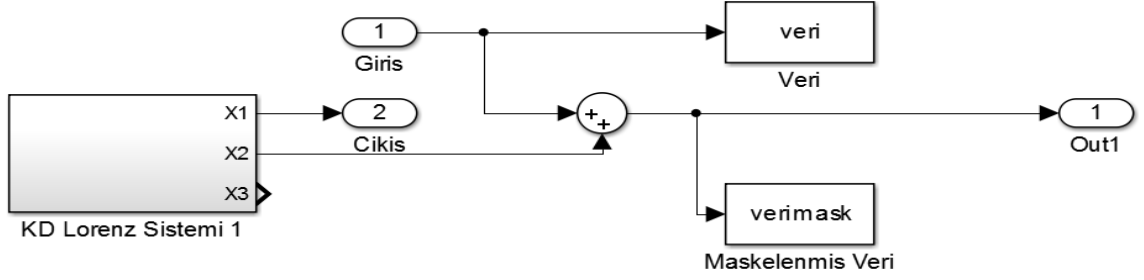 1
Giris
veri
Veri
X1
2
Cikis
X2
X3
KD Lorenz Sistemi 1
+
+
1
Out1
verimask
Maskelenmis Veri